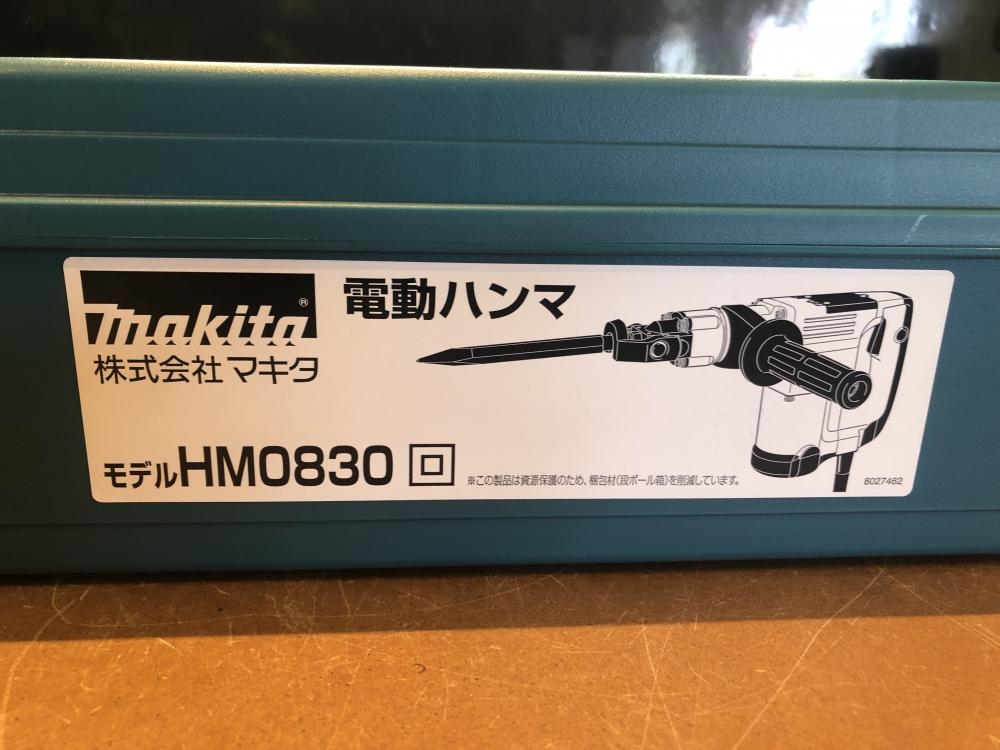 makita®
株式会社マキタ
電動ハンマ
モデルHM0830
※この製品は資源保護のため、梱包材(段ボール箱)を削減しています。
8027462